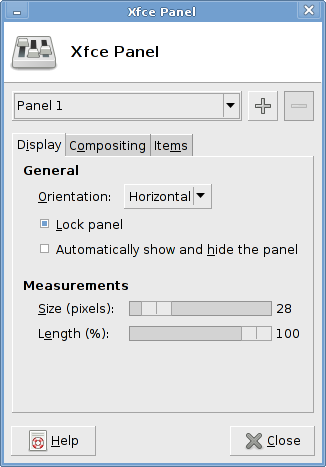 Xfce Panel
Xfce Panel
Panel 1
Display Compositing Items
General
Orientation: Horizontal
Lock panel
Automatically show and hide the panel
Measurements
Size (pixels): 28
Length (%): 100
Help Close